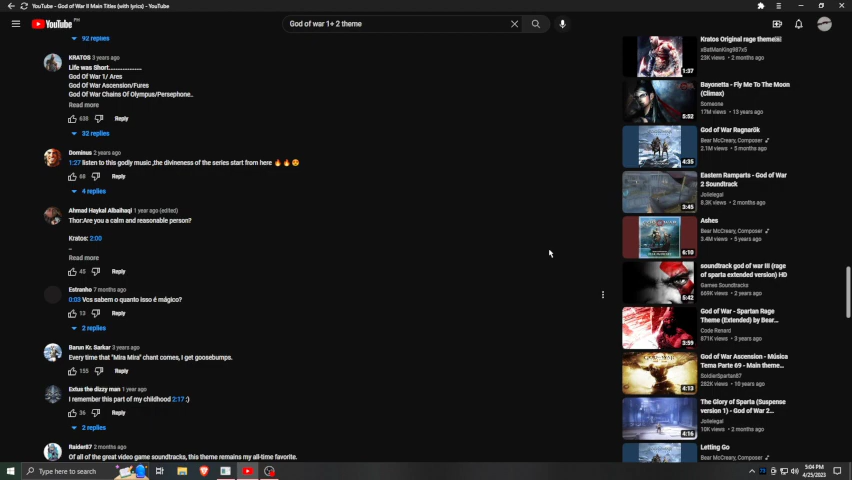 YouTube - God of War II Main Titles (with lyrics) - YouTube
YouTube PH
God of war 1+ 2 theme
92 replies
KRATOS 3 years ago
Life was Short.....................
God Of War 1/ Ares
God Of War Ascension/Fures
God Of War Chains Of Olympus/Persephone..
Read more
638 Reply
32 replies
Dominus 2 years ago
1:27 listen to this godly music ,the divineness of the series start from here 🔥🔥😍
68 Reply
4 replies
Ahmad Haykal Albaihaqi 1 year ago (edited)
Thor:Are you a calm and reasonable person?
Kratos: 2:00
..
Read more
45 Reply
Estranho 7 months ago
0:03 Vcs sabem o quanto isso é mágico?
13 Reply
2 replies
Barun Kr. Sarkar 3 years ago
Every time that "Mira Mira" chant comes, I get goosebumps.
155 Reply
Extus the dizzy man 1 year ago
I remember this part of my childhood 2:17 :)
36 Reply
2 replies
Raider87 2 months ago
Of all of the great video game soundtracks, this theme remains my all-time favorite.
Kratos Original rage theme
xBatManKing987x5
23K views • 2 months ago
1:37
Bayonetta - Fly Me To The Moon
(Climax)
Someone
17M views • 13 years ago
5:52
God of War Ragnarök
Bear McCreary, Composer
2.1M views • 5 months ago
4:35
Eastern Ramparts - God of War
2 Soundtrack
Jolielegal
8.3K views • 2 months ago
3:45
Ashes
Bear McCreary, Composer
3.4M views • 5 years ago
6:10
soundtrack god of war III (rage
of sparta extended version) HD
Games Soundtracks
669K views • 2 years ago
5:42
God of War - Spartan Rage
Theme (Extended) by Bear...
Code Renard
871K views • 3 years ago
3:59
God of War Ascension - Música
Tema Parte 69 - Main theme...
SoldierSpartan87
282K views • 10 years ago
4:13
The Glory of Sparta (Suspense
version 1) - God of War 2...
Jolielegal
10K views • 2 months ago
4:16
Letting Go
Bear McCreary, Composer
Type here to search
5:04 PM
4/25/2023